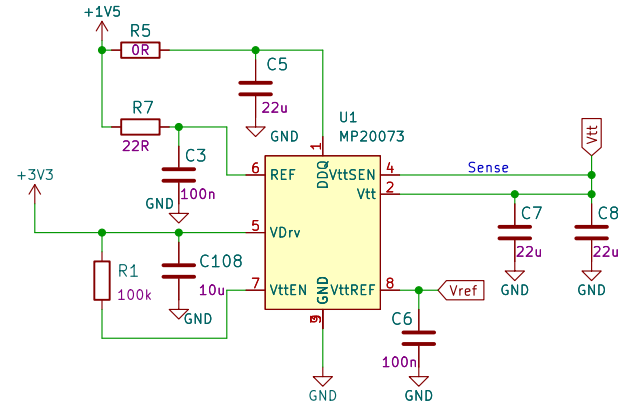 +1V5
R5
0R
C5
22u
GND
R7
22R
C3
100n
GND
U1
MP20073
1
DDQ
6
REF
VttSEN
4
Sense
Vtt
Vtt
2
+3V3
5
VDrv
C7
22u
GND
C8
22u
GND
R1
100k
C108
10u
GND
7
VttEN
GND
VttREF
8
Vref
9
C6
100n
GND
GND